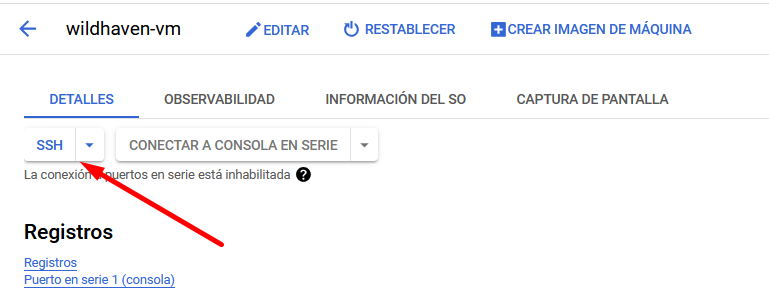 wildhaven-vm EDITAR RESTABLECER CREAR IMAGEN DE MÁQUINA
DETALLES OBSERVABILIDAD INFORMACIÓN DEL SO CAPTURA DE PANTALLA
SSH CONECTAR A CONSOLA EN SERIE
La conexión puertos en serie está inhabilitada ?
Registros
Registros
Puerto en serie 1 (consola)